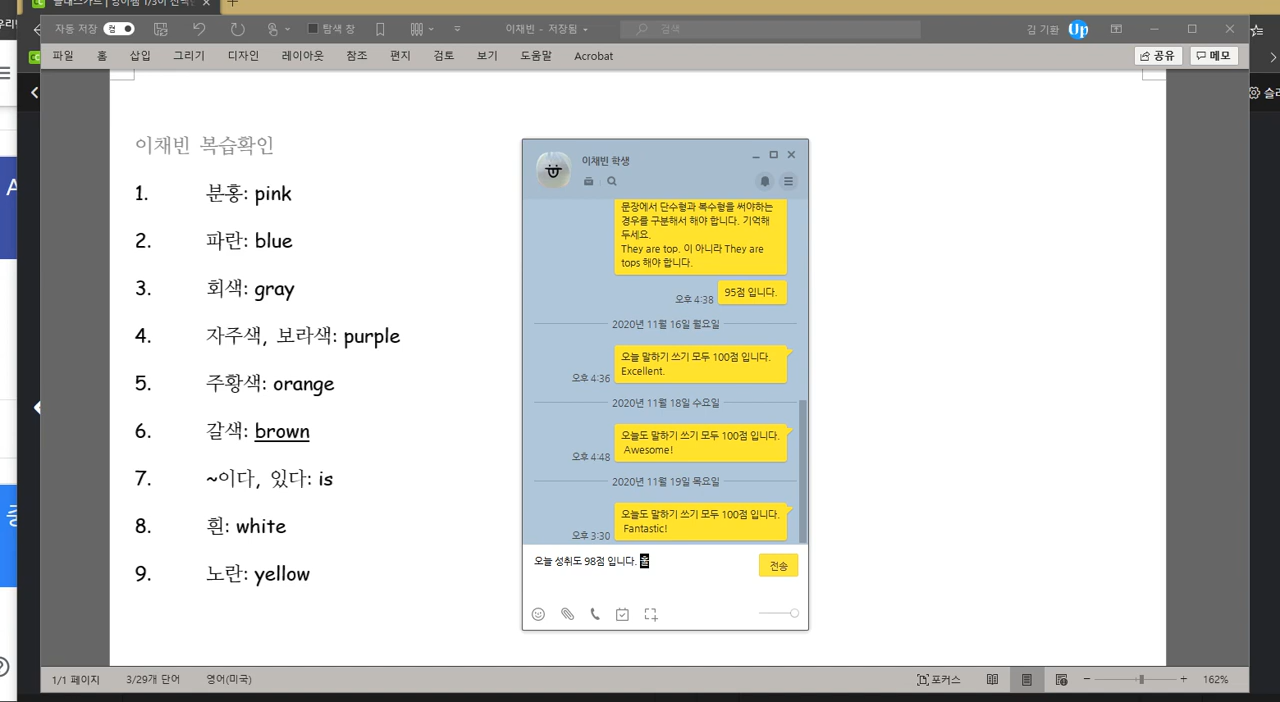 자동 저장
컴
탐색 창
이채빈 - 저장됨
검색
김 기환
Up
파일 홈 삽입 그리기 디자인 레이아웃 참조 편지 검토 보기 도움말 Acrobat
공유
메모
이채빈 복습확인
1. 분홍: pink
2. 파란: blue
3. 회색: gray
4. 자주색, 보라색: purple
5. 주황색: orange
6. 갈색: brown
7. ~이다, 있다: is
8. 흰: white
9. 노란: yellow
이채빈 학생
문장에서 단수형과 복수형을 써야하는
경우를 구분해서 해야 합니다. 기억해
두세요.
They are top. 이 아니라 They are
tops 해야 합니다.
95점 입니다.
오후 4:38
2020년 11월 16일 월요일
오늘 말하기 쓰기 모두 100점 입니다.
Excellent.
오후 4:36
2020년 11월 18일 수요일
오늘도 말하기 쓰기 모두 100점 입니다.
Awesome!
오후 4:48
2020년 11월 19일 목요일
오늘도 말하기 쓰기 모두 100점 입니다.
Fantastic!
오후 3:30
오늘 성취도 98점 입니다.
전송
1/1 페이지
3/29개 단어
영어(미국)
포커스
162%